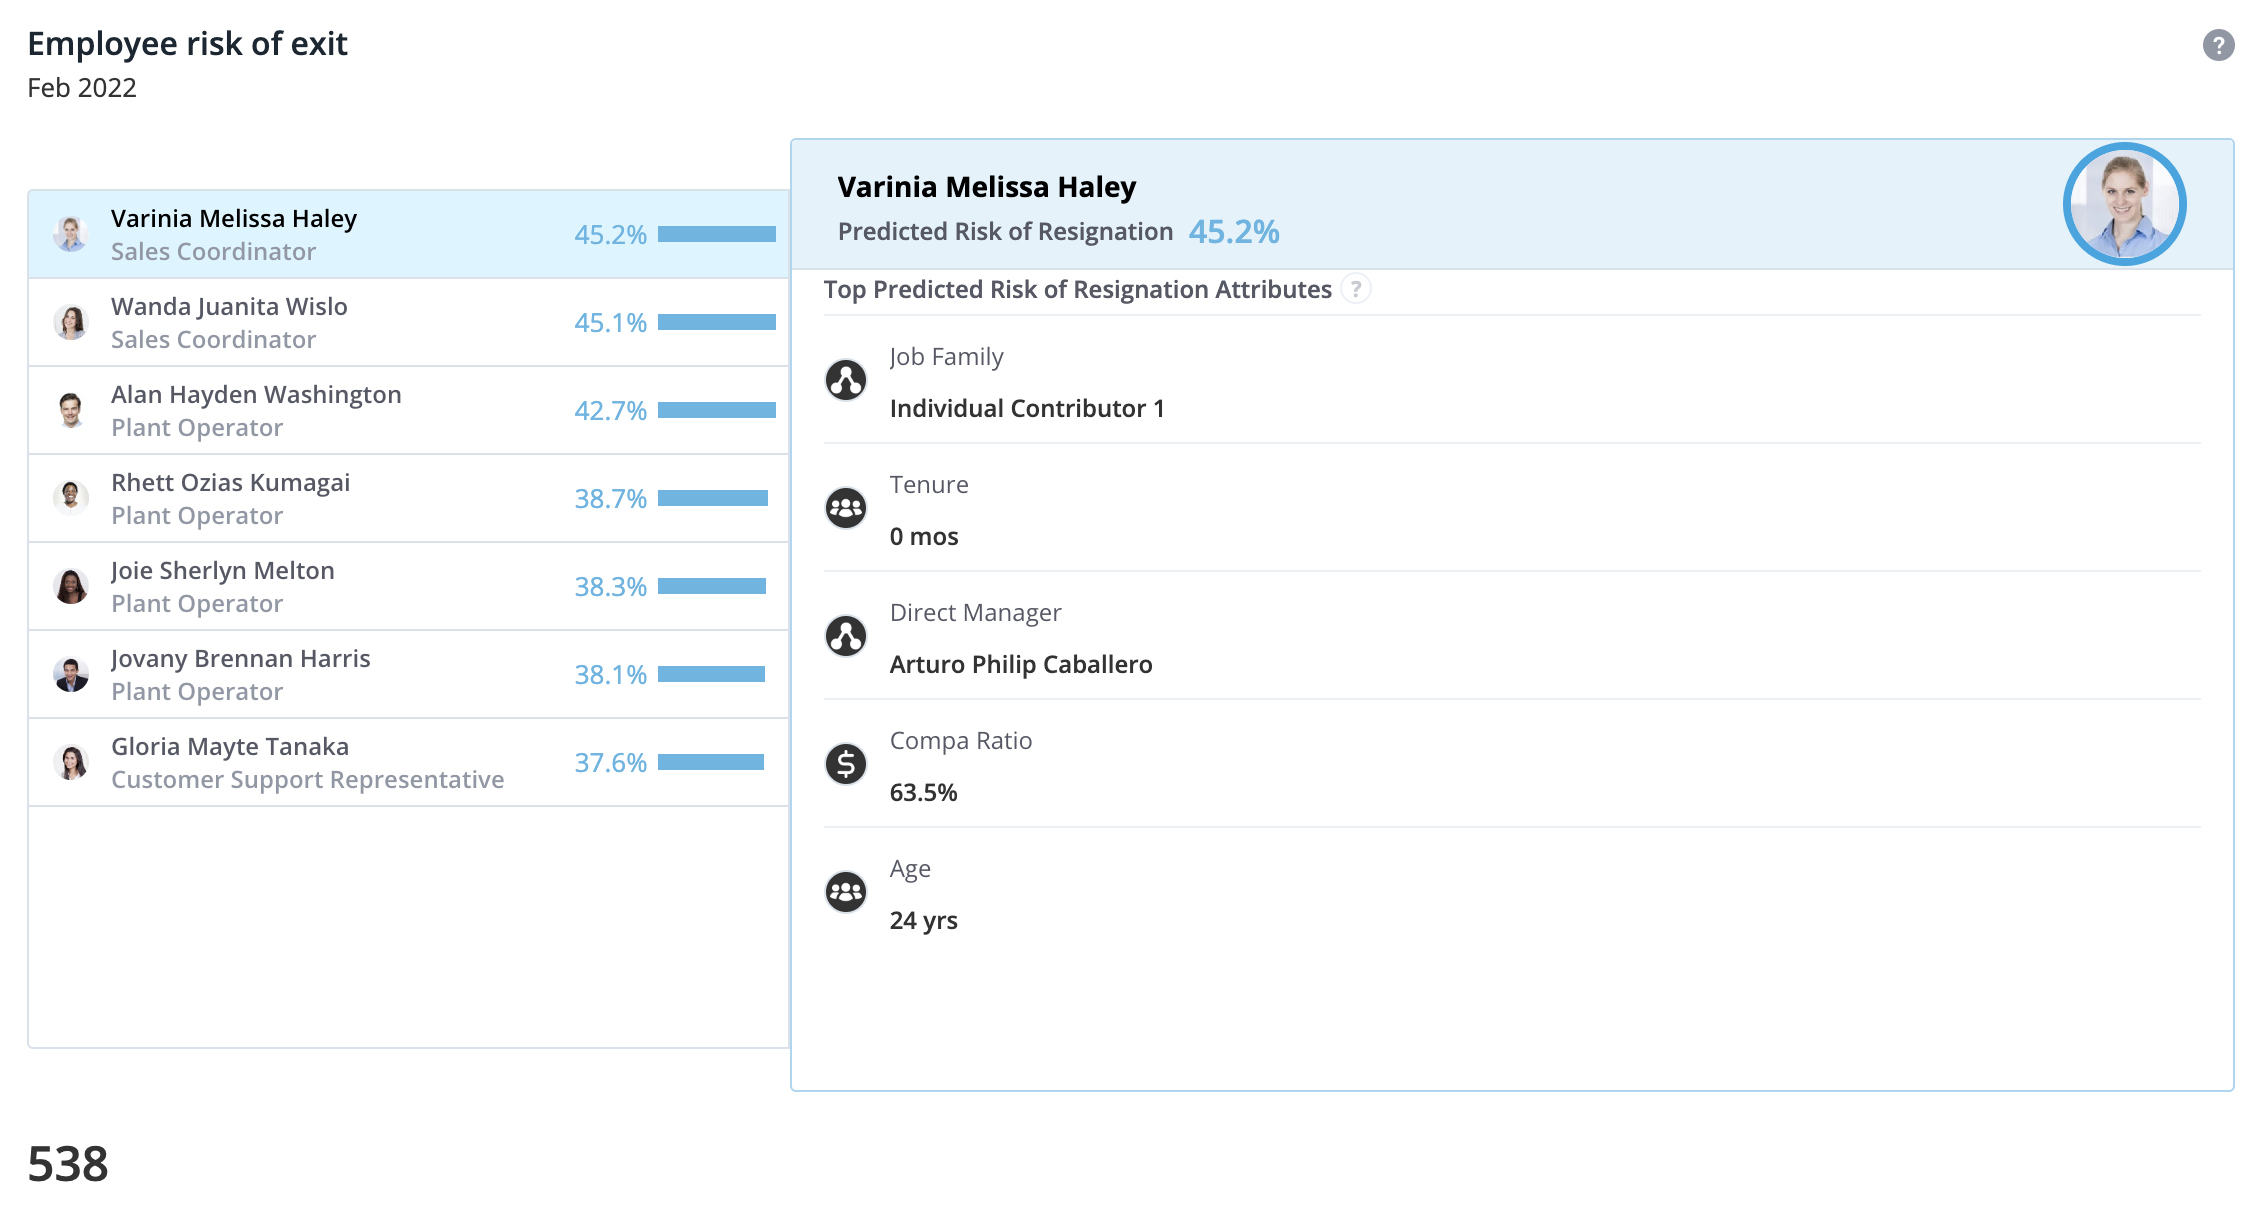 Employee risk of exit
?
Feb 2022
Varinia Melissa Haley
Sales Coordinator
45.2%
Wanda Juanita Wislo
Sales Coordinator
45.1%
Alan Hayden Washington
Plant Operator
42.7%
Rhett Ozias Kumagai
Plant Operator
38.7%
Joie Sherlyn Melton
Plant Operator
38.3%
Jovany Brennan Harris
Plant Operator
38.1%
Gloria Mayte Tanaka
Customer Support Representative
37.6%
Varinia Melissa Haley
Predicted Risk of Resignation 45.2%
Top Predicted Risk of Resignation Attributes ?
Job Family
Individual Contributor 1
Tenure
0 mos
Direct Manager
Arturo Philip Caballero
$
Compa Ratio
63.5%
Age
24 yrs
538